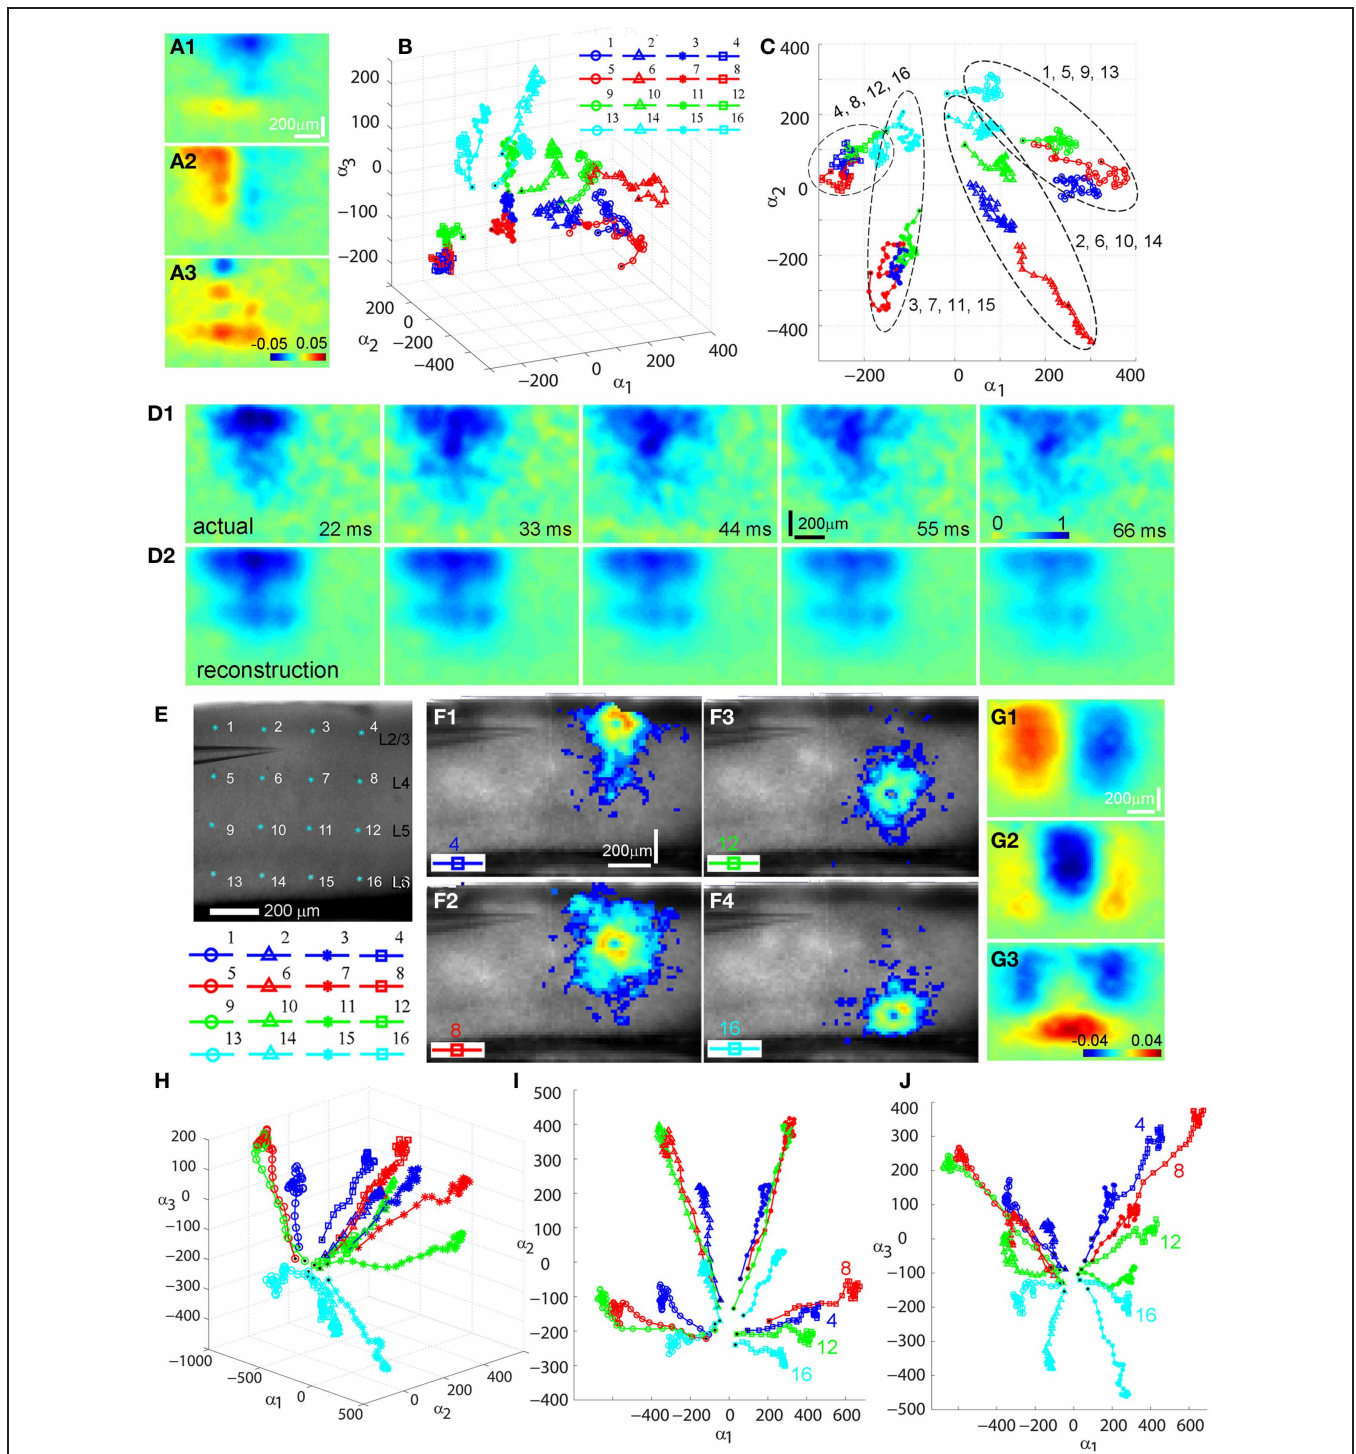 A1
200μm
A2
A3
-0.05 0.05
B
1 2 3 4
5 6 7 8
9 10 11 12
13 14 15 16
200
100
0
−100
−200
α3
200
0
−200
−400
α2
−200 0 200 400
α1
C
400
200
0
−200
−400
α2
−200 0 200 400
α1
1, 5, 9, 13
4, 8, 12, 16
2, 6, 10, 14
3, 7, 11, 15
D1
actual
22 ms
33 ms
44 ms
200μm
55 ms
0 1
66 ms
D2
reconstruction
E
1 2 3 4 L2/3
5 6 7 8 L4
9 10 11 12 L5
13 14 15 16 L6
200 μm
1 2 3 4
5 6 7 8
9 10 11 12
13 14 15 16
F1
4
200μm
F3
12
F2
8
F4
16
G1
200μm
G2
G3
-0.04 0.04
H
200
100
0
−100
−200
−300
−400
α3
−1000
−500
0
500
α1
0
200
400
α2
I
500
400
300
200
100
0
−100
−200
−300
−400
α2
−400 −200 0 200 400 600
α1
8
4
12
16
J
400
300
200
100
0
−100
−200
−300
−400
−500
α3
−400 −200 0 200 400 600
α1
4
8
12
16